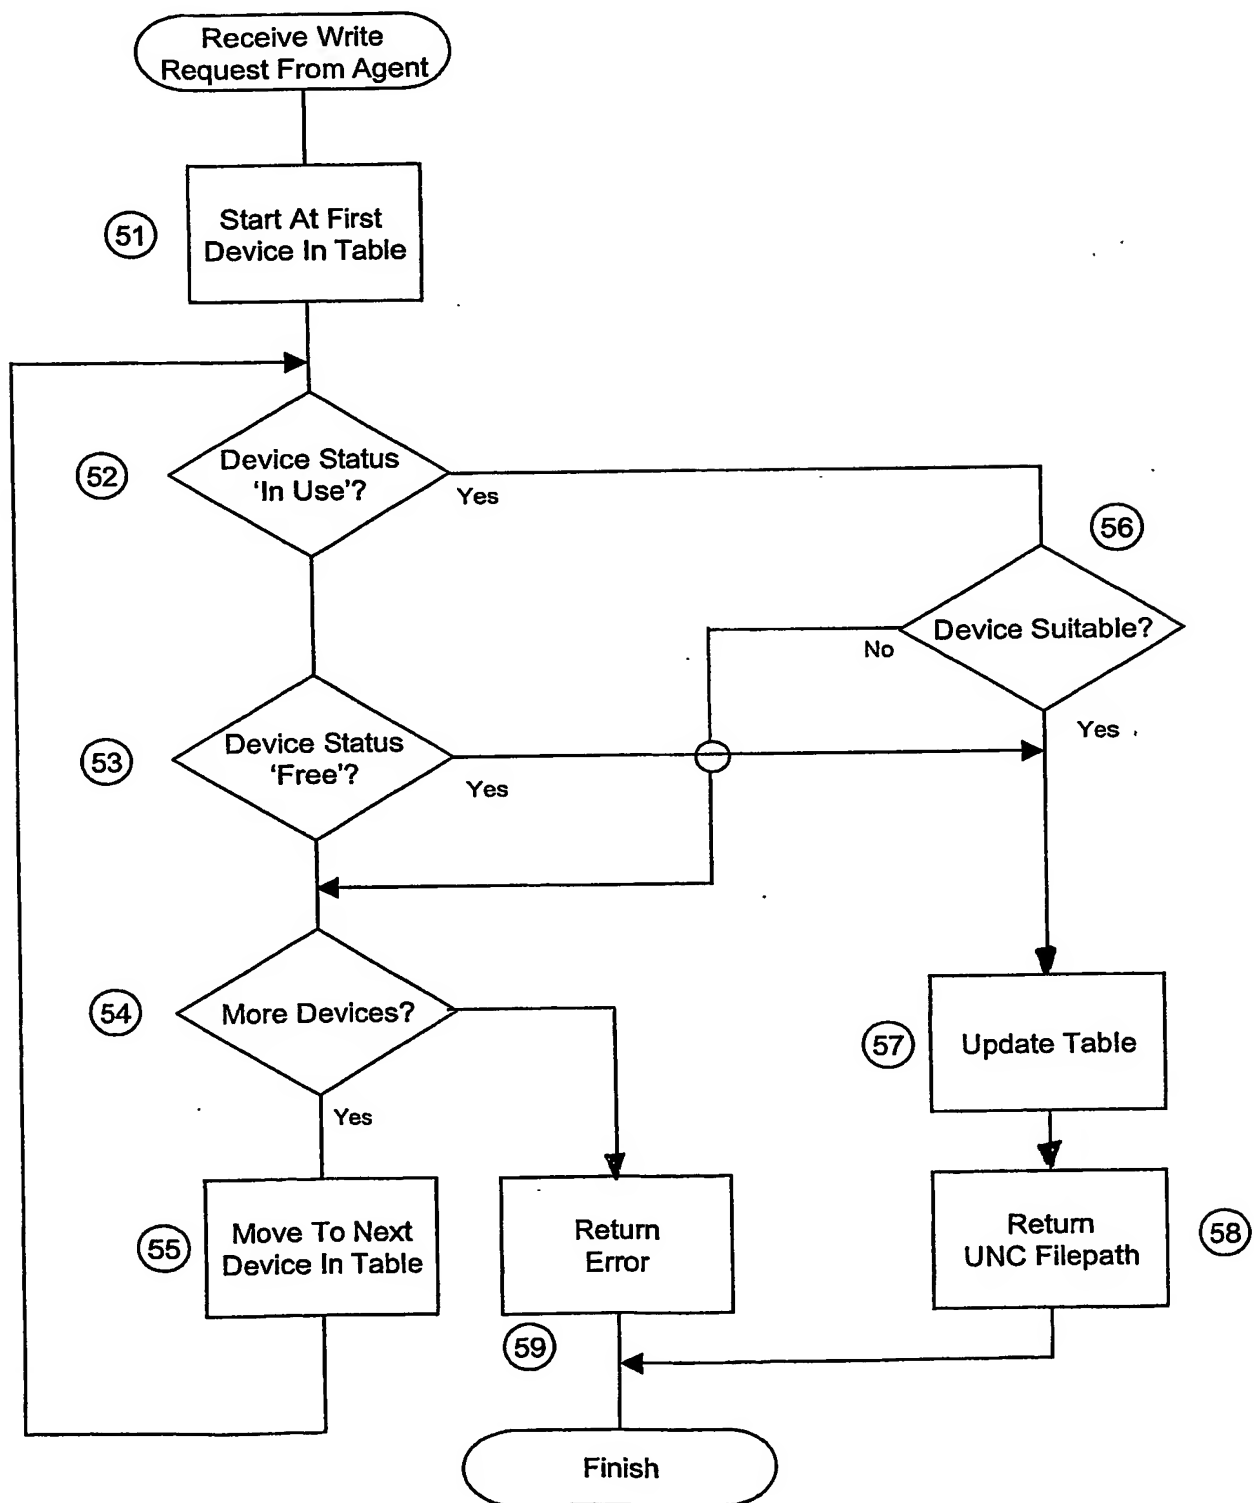 Receive Write
Request From Agent
51
Start At First
Device In Table
52
Device Status
'In Use'?
Yes
56
Device Suitable?
No
Yes
53
Device Status
'Free'?
Yes
54
More Devices?
Yes
57
Update Table
55
Move To Next
Device In Table
Return
Error
59
Return
UNC Filepath
58
Finish